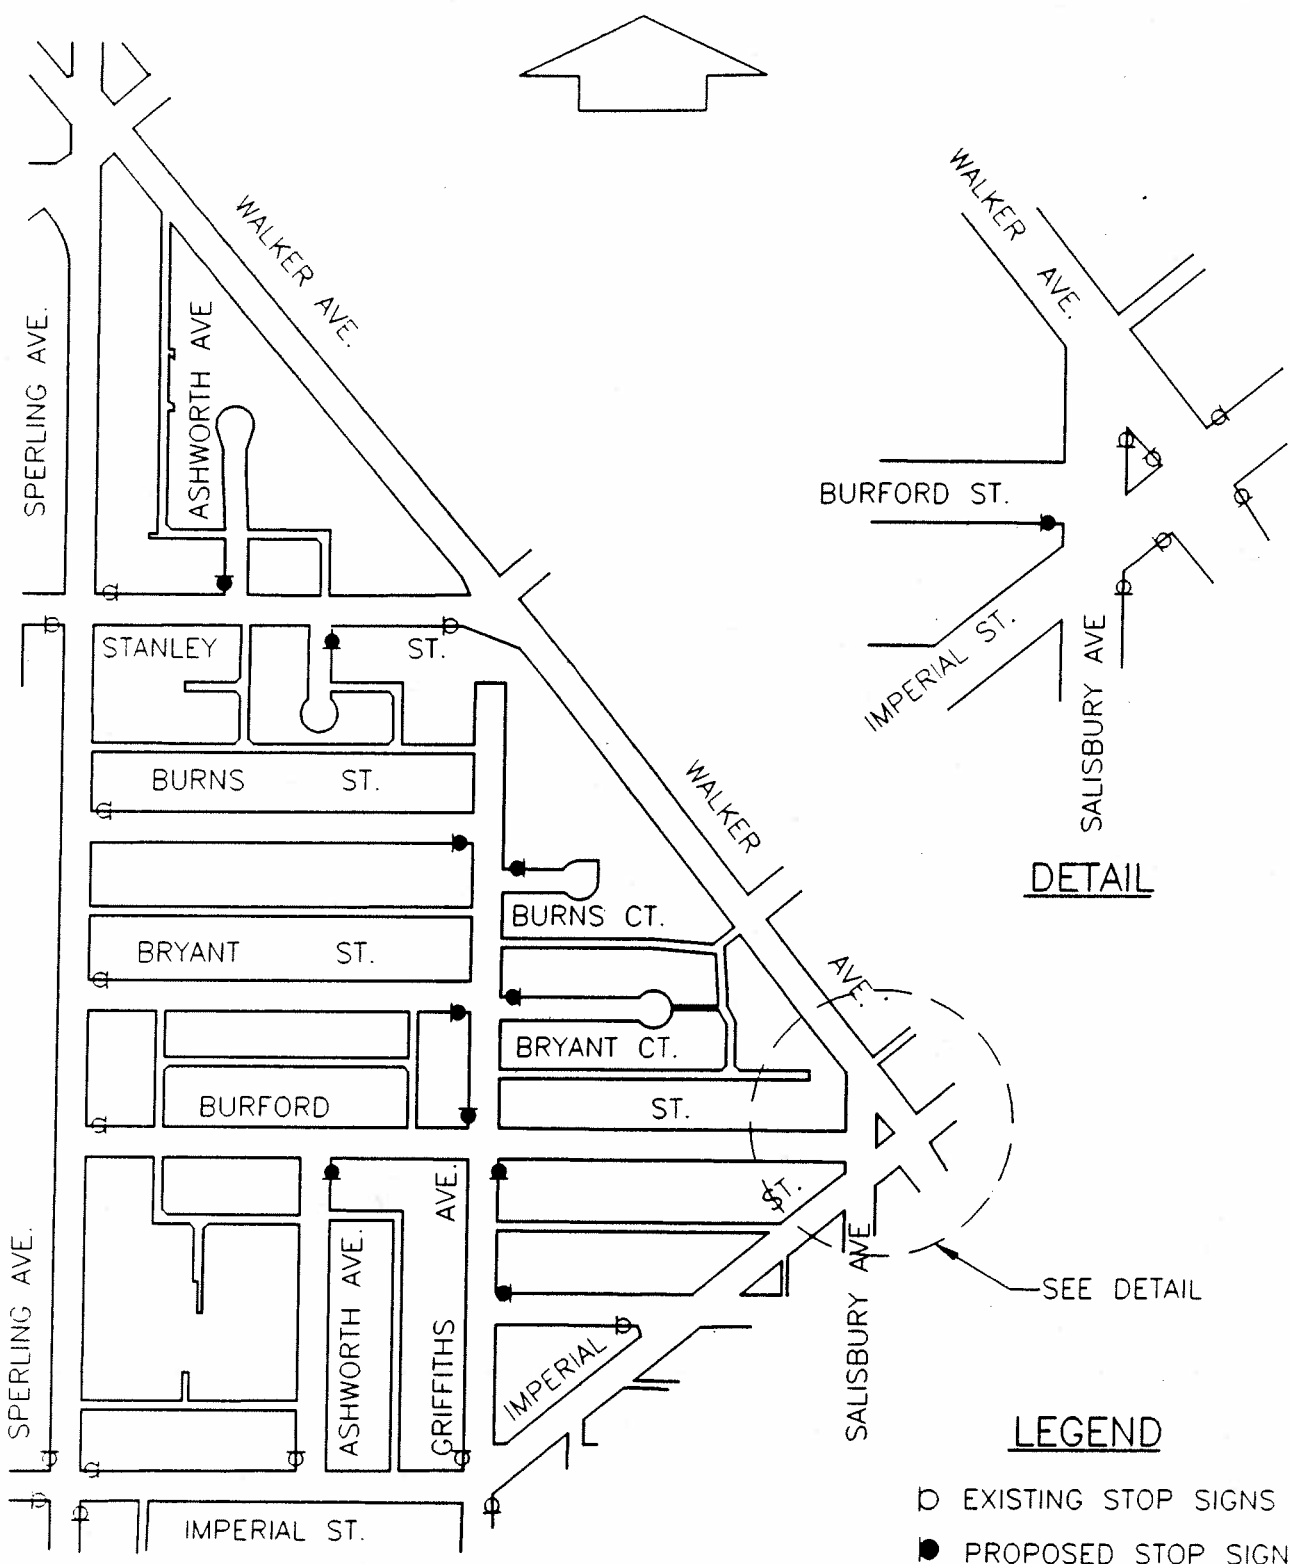 WALKER AVE.
WALKER AVE.
SPERLING AVE.
ASHWORTH AVE
BURFORD ST.
STANLEY ST.
IMPERIAL ST.
SALISBURY AVE
BURNS ST.
WALKER AVE.
DETAIL
BURNS CT.
BRYANT ST.
BRYANT CT.
BURFORD ST.
SPERLING AVE.
ASHWORTH AVE.
GRIFFITHS AVE.
IMPERIAL ST.
SALISBURY AVE
SEE DETAIL
LEGEND
EXISTING STOP SIGNS
PROPOSED STOP SIGN
IMPERIAL ST.